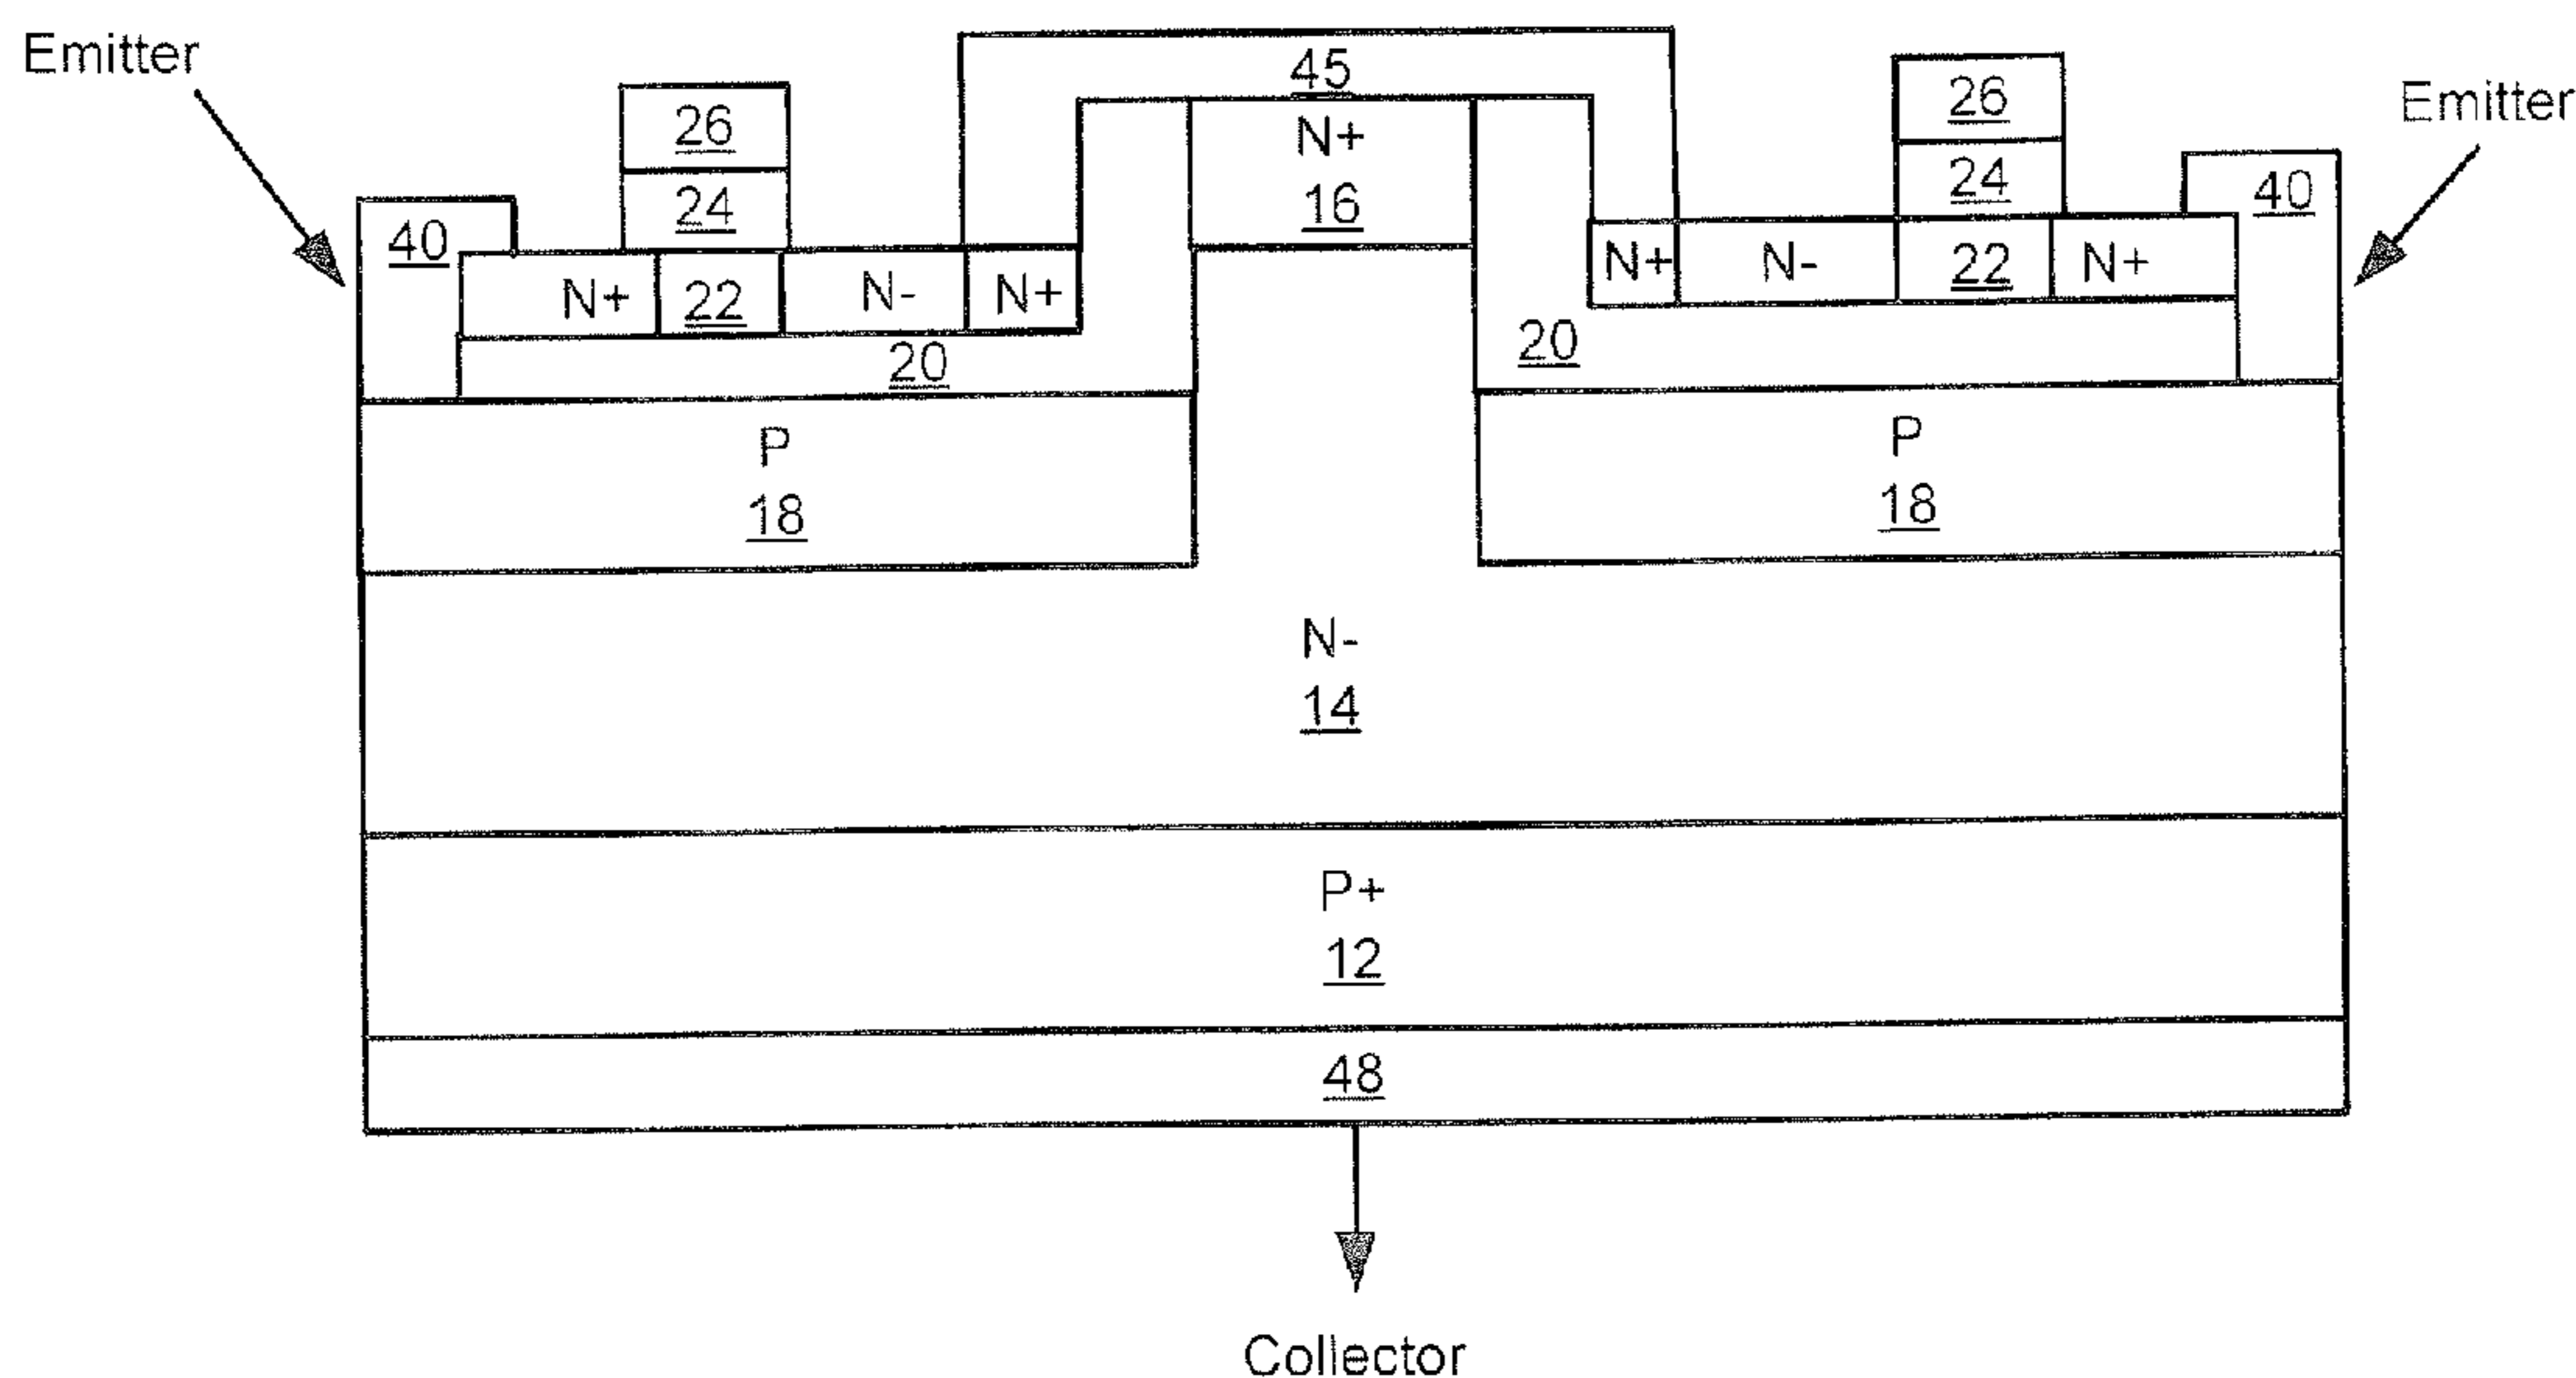 Emitter
Emitter
45
26
26
N+
16
24
24
40
40
N+ 22 N- N+
N+ N- 22 N+
20
20
P
18
P
18
N-
14
P+
12
48
Collector